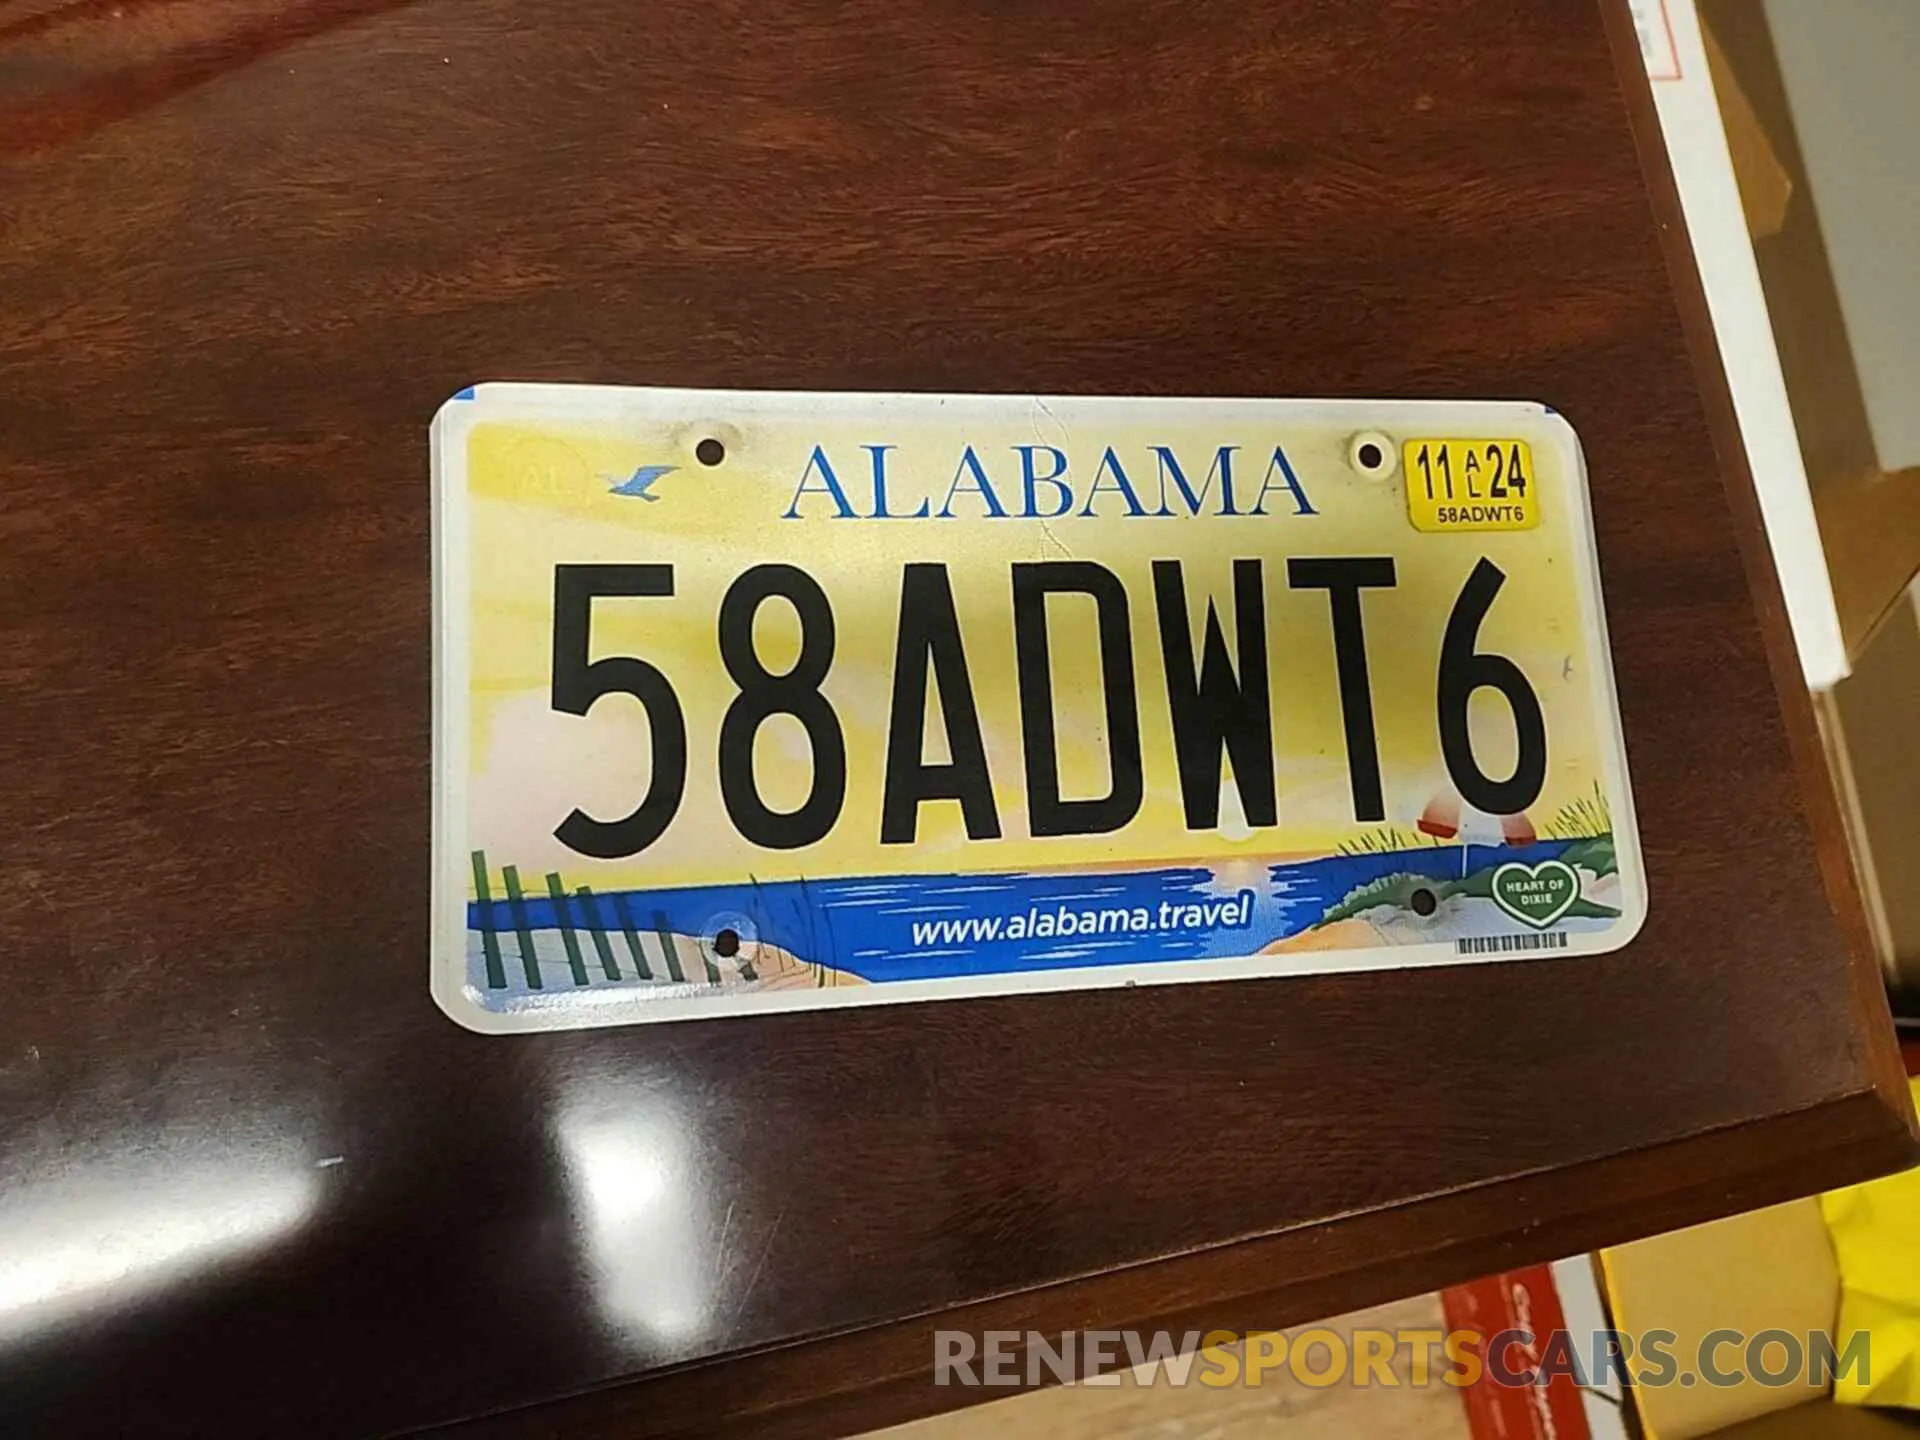 ALABAMA
11 AL 24
58ADWT6
58ADWT6
www.alabama.travel
HEART OF
DIXIE
RENEWSPORTSCARS.COM